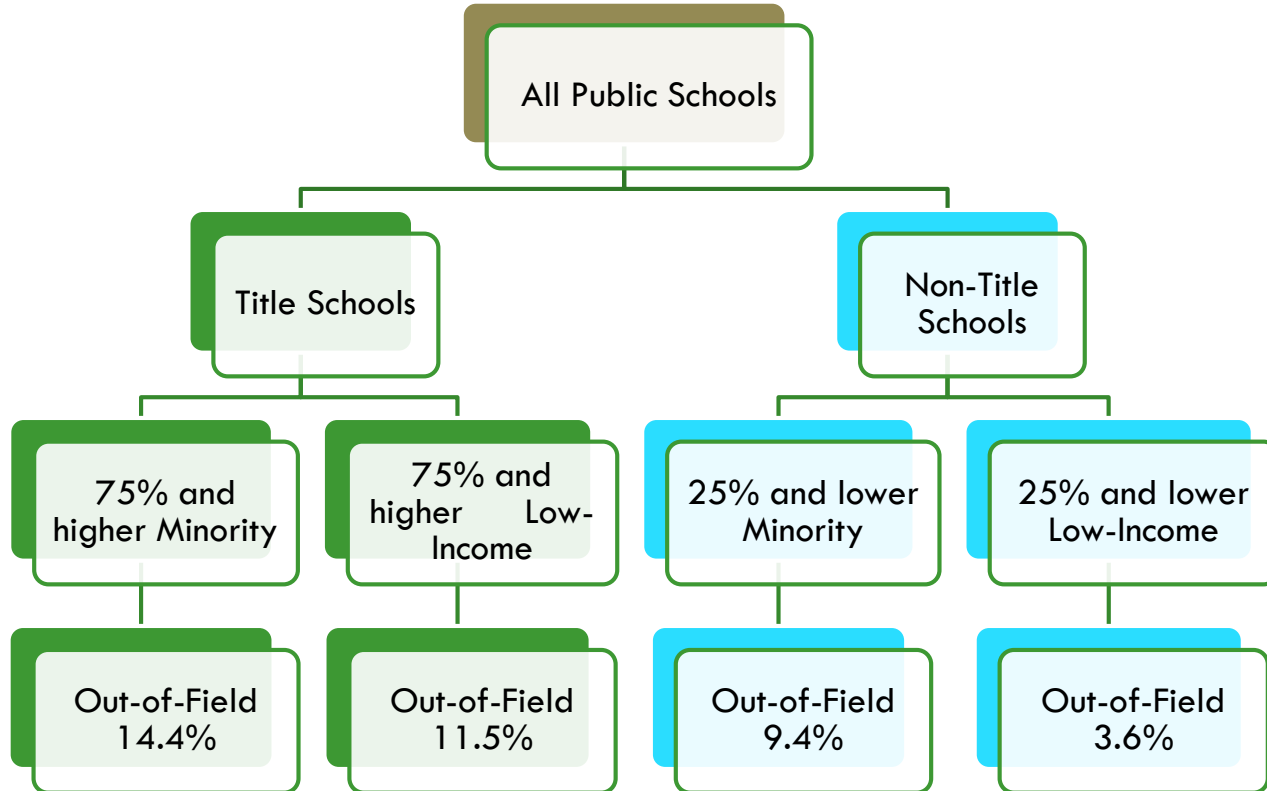 All Public Schools
Title Schools
Non-Title
Schools
75% and
higher Minority
75% and
higher Low-
Income
25% and lower
Minority
25% and lower
Low-Income
Out-of-Field
14.4%
Out-of-Field
11.5%
Out-of-Field
9.4%
Out-of-Field
3.6%